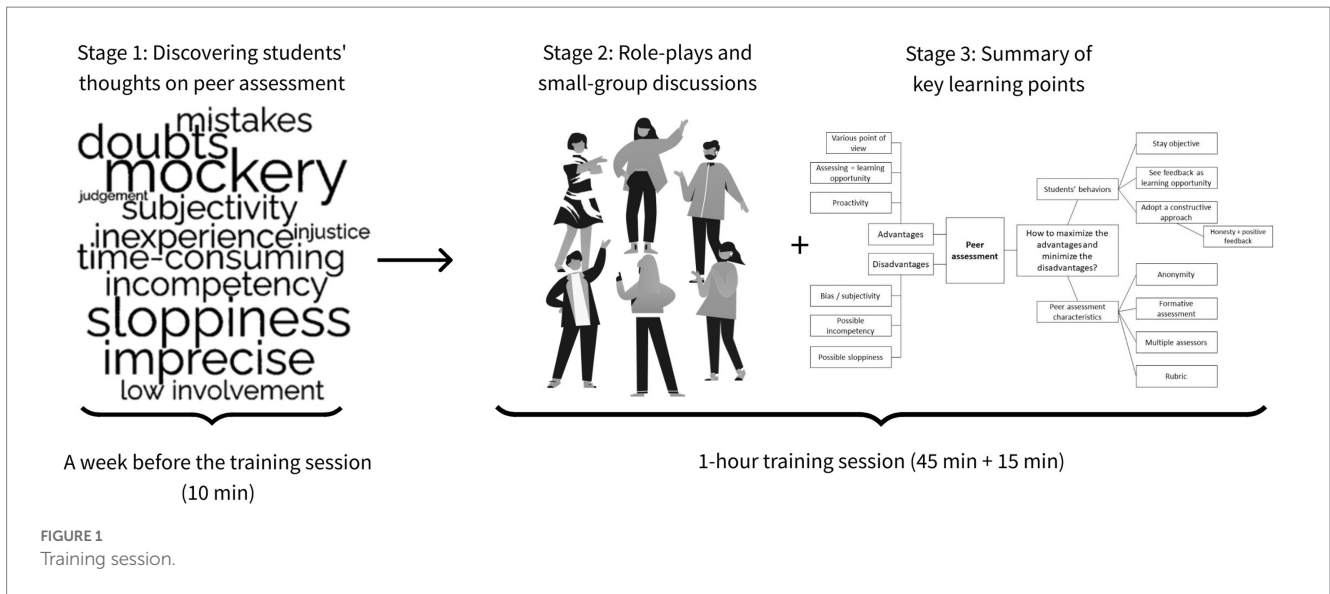 Stage 1: Discovering students'
thoughts on peer assessment
mistakes
doubts
mockery
judgement
subjectivity
inexperience
injustice
time-consuming
incompetency
sloppiness
imprecise
low involvement
A week before the training session
(10 min)
Stage 2: Role-plays and
small-group discussions
+
Stage 3: Summary of
key learning points
Various point of
view
Assessing = learning
opportunity
Proactivity
Advantages
Disadvantages
Bias / subjectivity
Possible
incompetency
Possible sloppiness
Peer
assessment
How to maximize the
advantages and
minimize the
disadvantages?
Students' behaviors
Stay objective
See feedback as
learning opportunity
Adopt a constructive
approach
Honesty + positive
feedback
Peer assessment
characteristics
Anonymity
Formative
assessment
Multiple assessors
Rubric
1-hour training session (45 min + 15 min)
FIGURE 1
Training session.